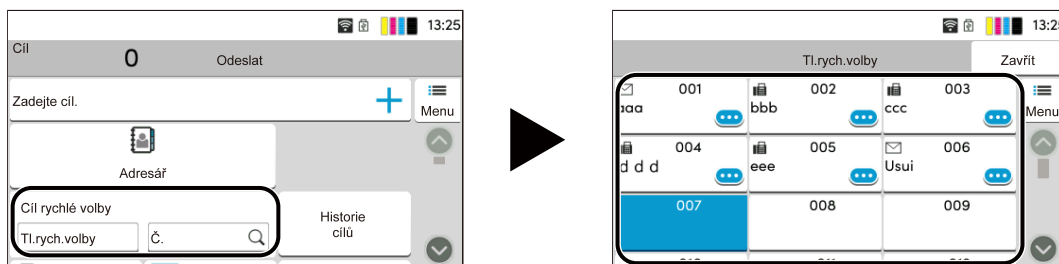 13:25
Cíl
0
Odeslat
Zadejte cíl.
Menu
Adresář
Cíl rychlé volby
Tl.rych.volby
Č.
Historie
cílů
13:25
Tl.rych.volby
Zavřít
001
002
003
aaa
bbb
ccc
Menu
004
005
006
d d d
eee
Usui
007
008
009